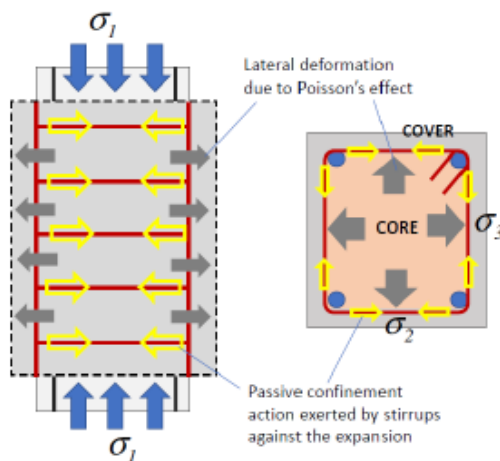 σ1
Lateral deformation
due to Poisson's effect
COVER
CORE
σ3
σ2
Passive confinement
action exerted by stirrups
against the expansion
σ1